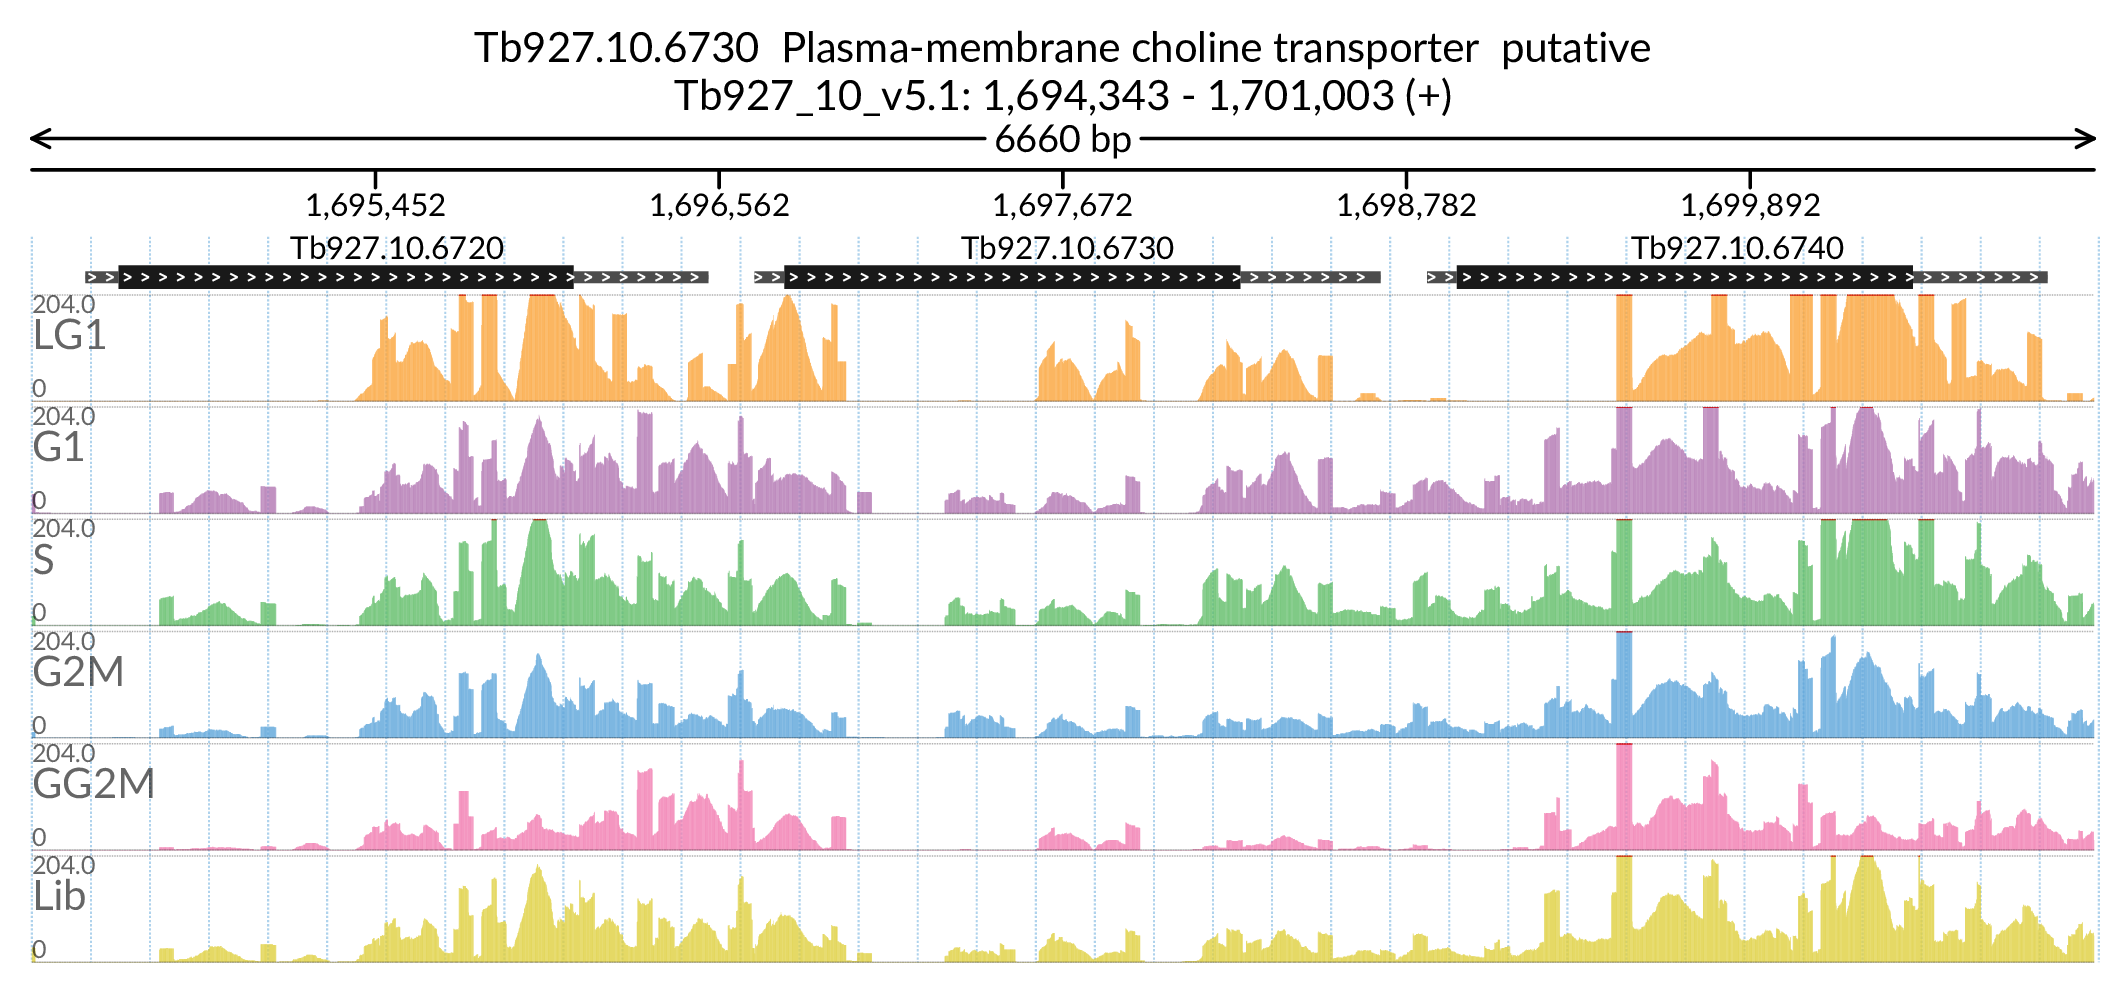 Tb927.10.6730  Plasma-membrane choline transporter  putative
Tb927_10_v5.1: 1,694,343 - 1,701,003 (+)
6660 bp
1,695,452 1,696,562 1,697,672 1,698,782 1,699,892
Tb927.10.6720 Tb927.10.6730 Tb927.10.6740
204.0
LG1
0
204.0
G1
0
204.0
S
0
204.0
G2M
0
204.0
GG2M
0
204.0
Lib
0